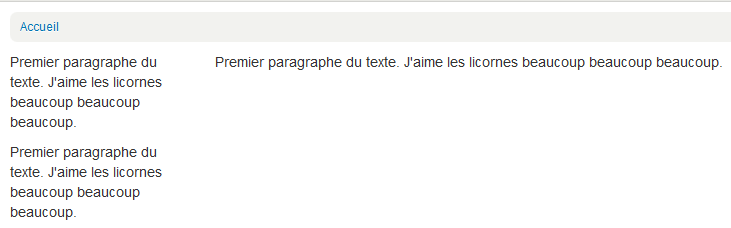 Accueil
Premier paragraphe du
texte. J'aime les licornes
beaucoup beaucoup
beaucoup.
Premier paragraphe du
texte. J'aime les licornes
beaucoup beaucoup
beaucoup.
Premier paragraphe du texte. J'aime les licornes beaucoup beaucoup beaucoup.